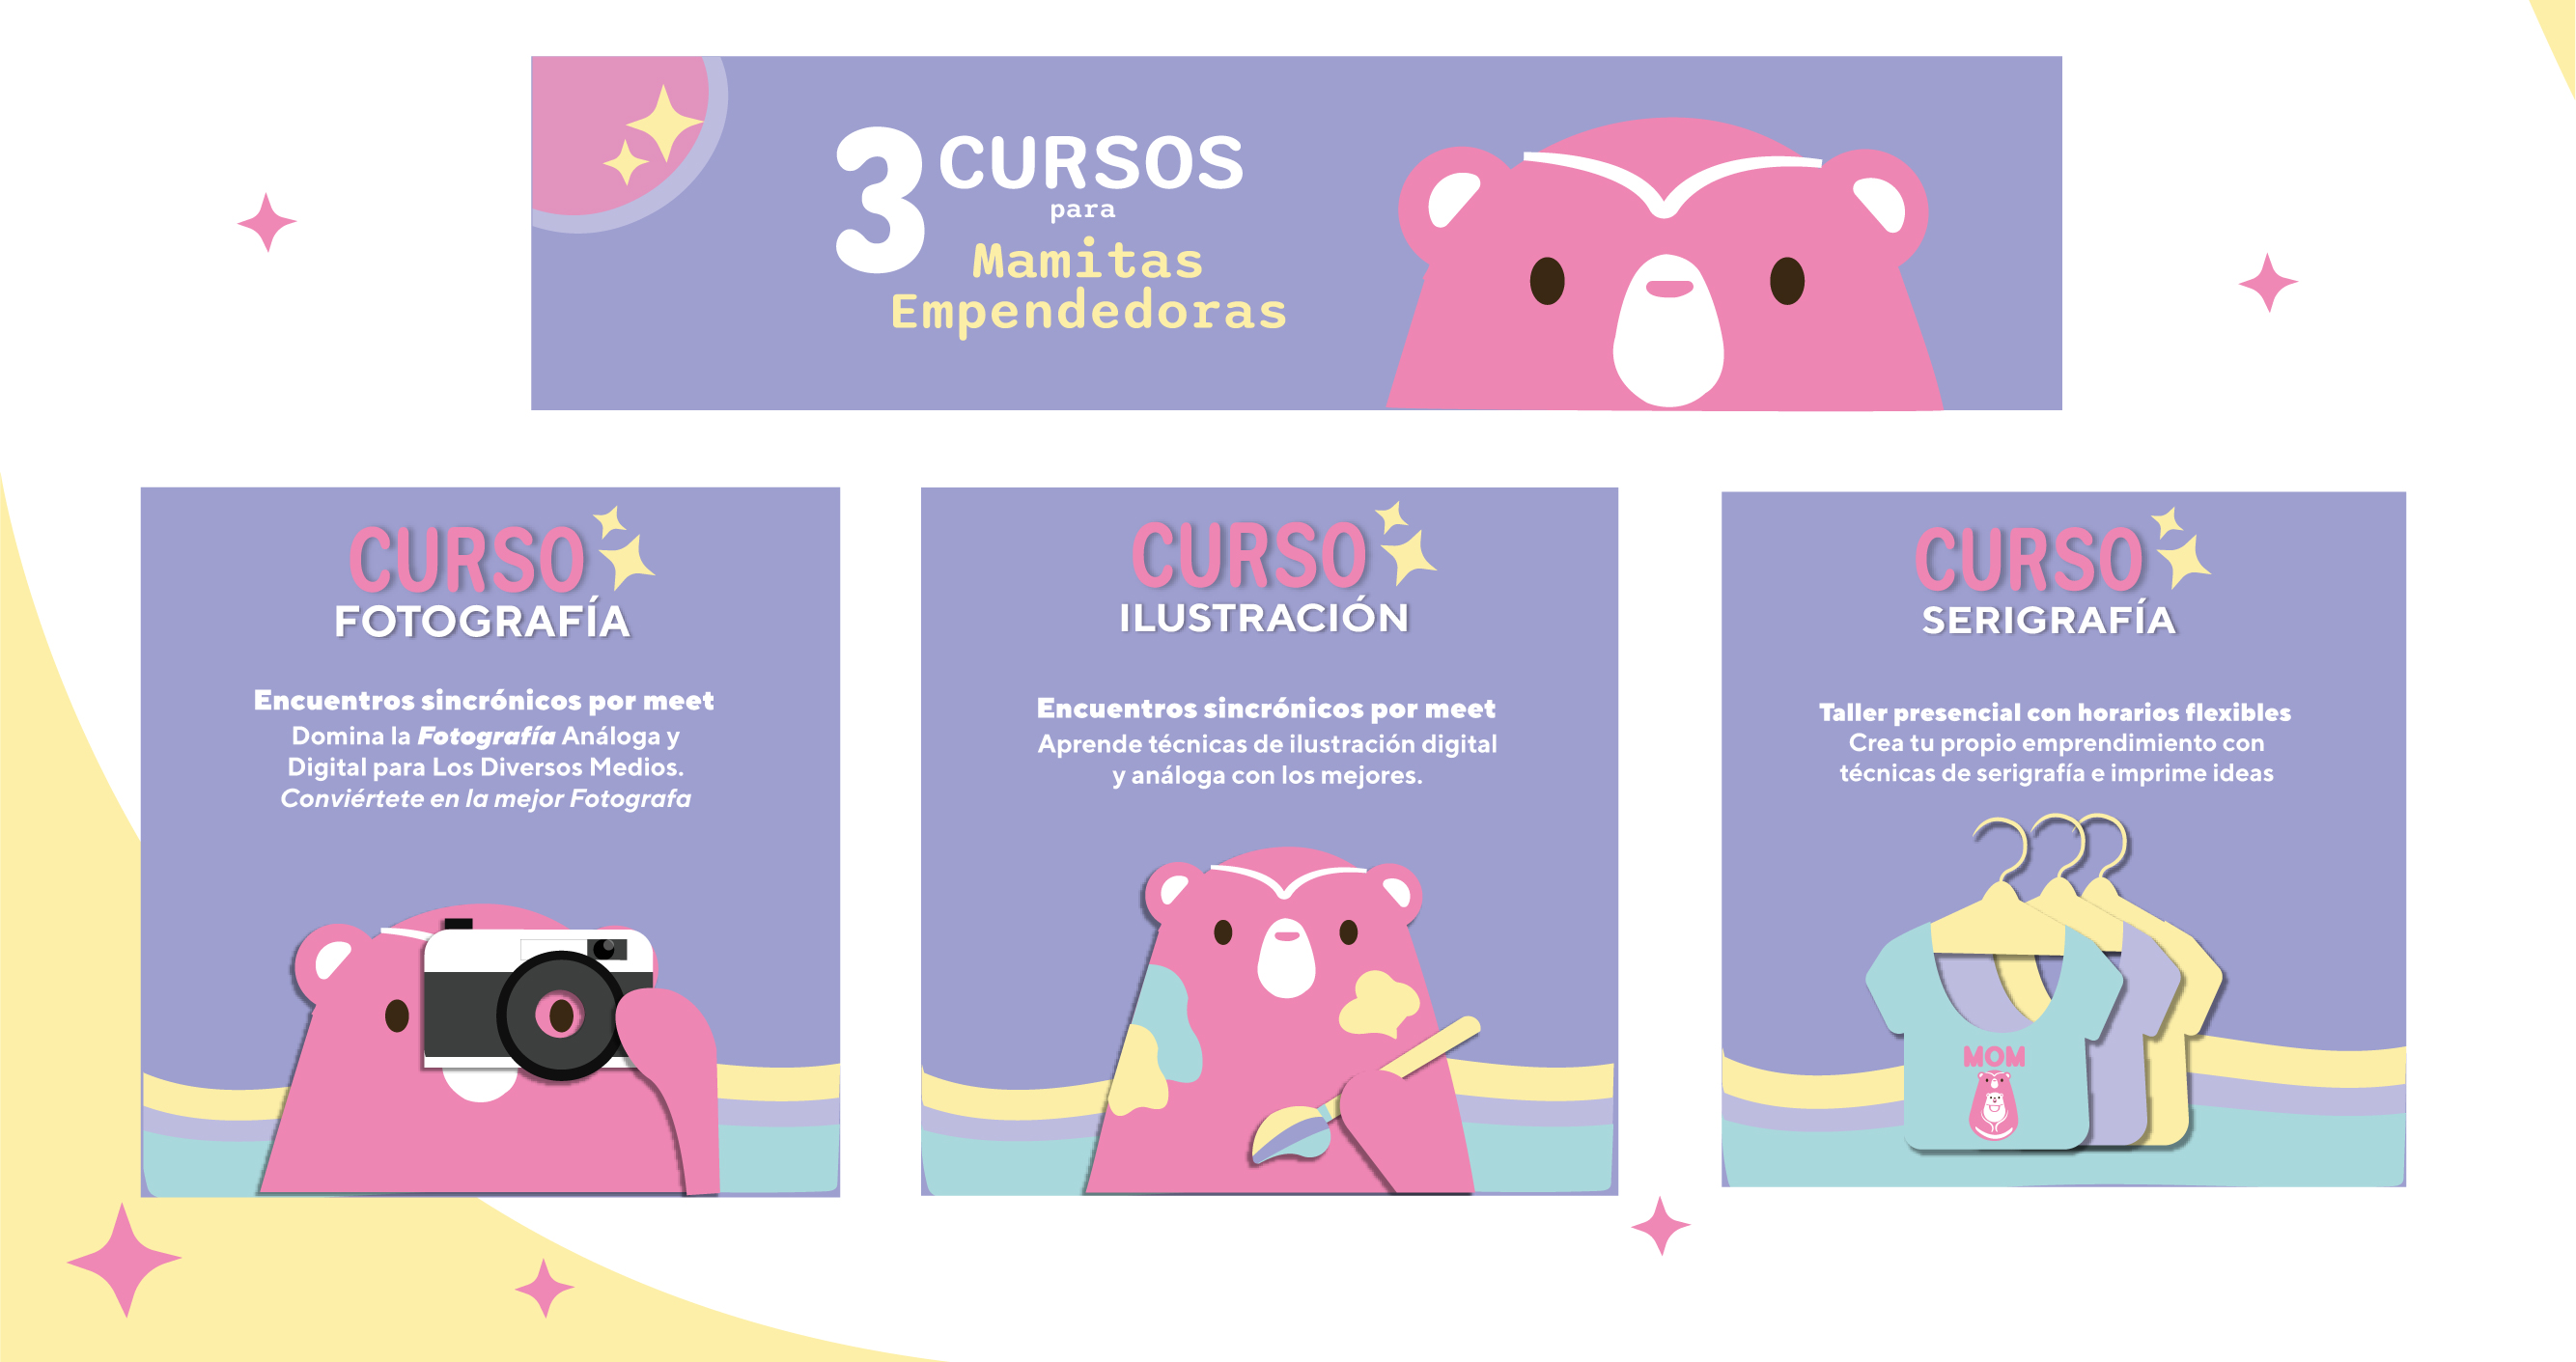 3 CURSOS
para
Mamitas
Empendedoras
CURSO
FOTOGRAFÍA
Encuentros sincrónicos por meet
Domina la Fotografía Análoga y
Digital para Los Diversos Medios.
Conviértete en la mejor Fotografa
CURSO
ILUSTRACIÓN
Encuentros sincrónicos por meet
Aprende técnicas de ilustración digital
y análoga con los mejores.
CURSO
SERIGRAFÍA
Taller presencial con horarios flexibles
Crea tu propio emprendimiento con
técnicas de serigrafía e imprime ideas
MOM